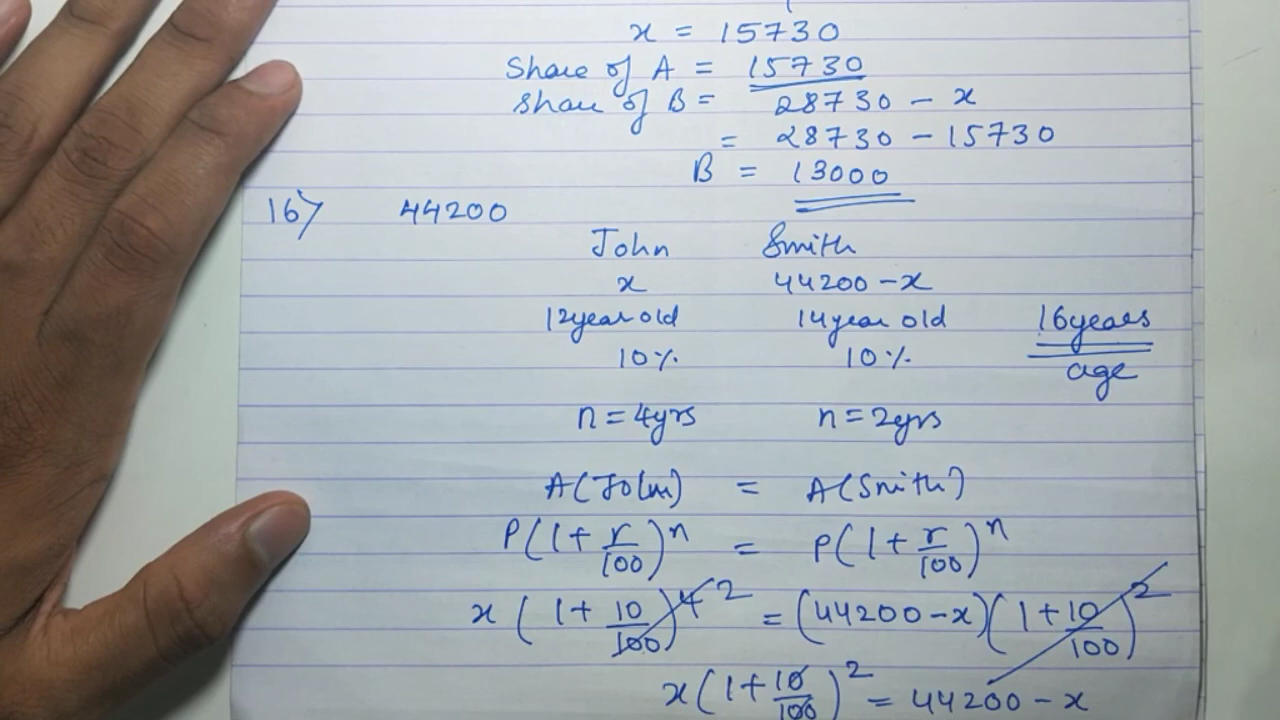 x = 15730
Share of A = 15730
Share of B = 28730 - x
= 28730 - 15730
B = 13000
16> 44200
John Smith
x 44200 - x
12year old 14year old 16years
10% 10% age
n = 4yrs n = 2yrs
A(John) = A(Smith)
P(1 + r/100)^n = P(1 + r/100)^n
x(1 + 10/100)^4 2 = (44200 - x)(1 + 10/100)^2
x(1 + 10/100)^2 = 44200 - x